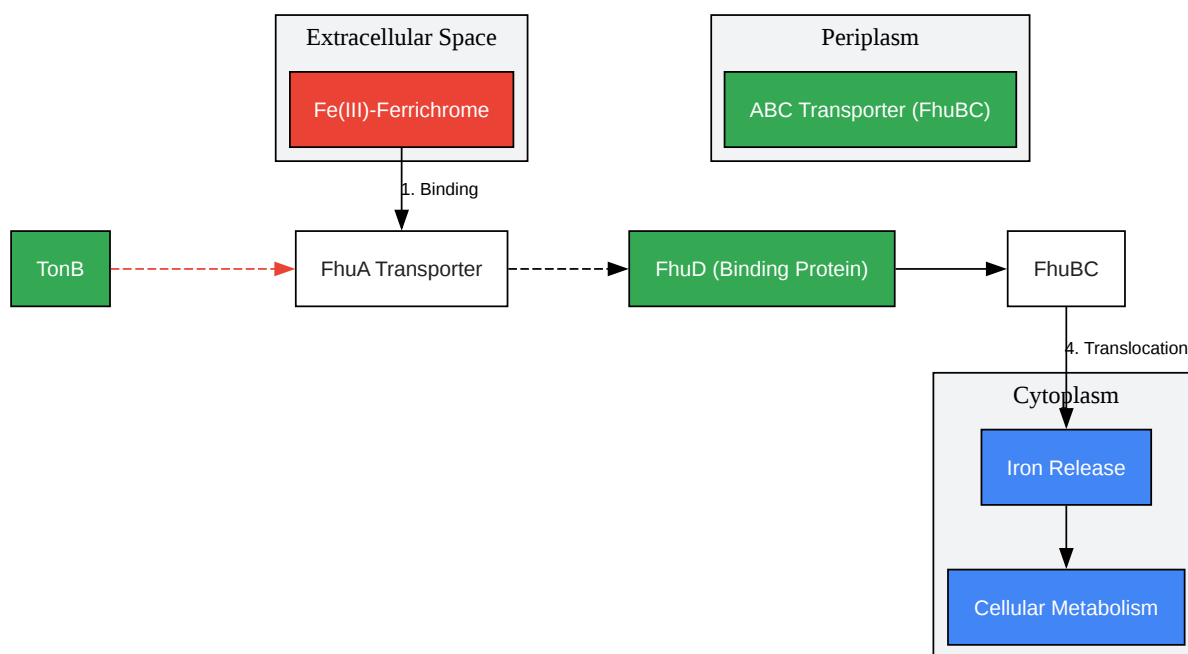 Extracellular Space
Periplasm
Fe(III)-Ferrichrome
ABC Transporter (FhuBC)
1. Binding
TonB
FhuA Transporter
FhuD (Binding Protein)
FhuBC
4. Translocation
Cytoplasm
Iron Release
Cellular Metabolism